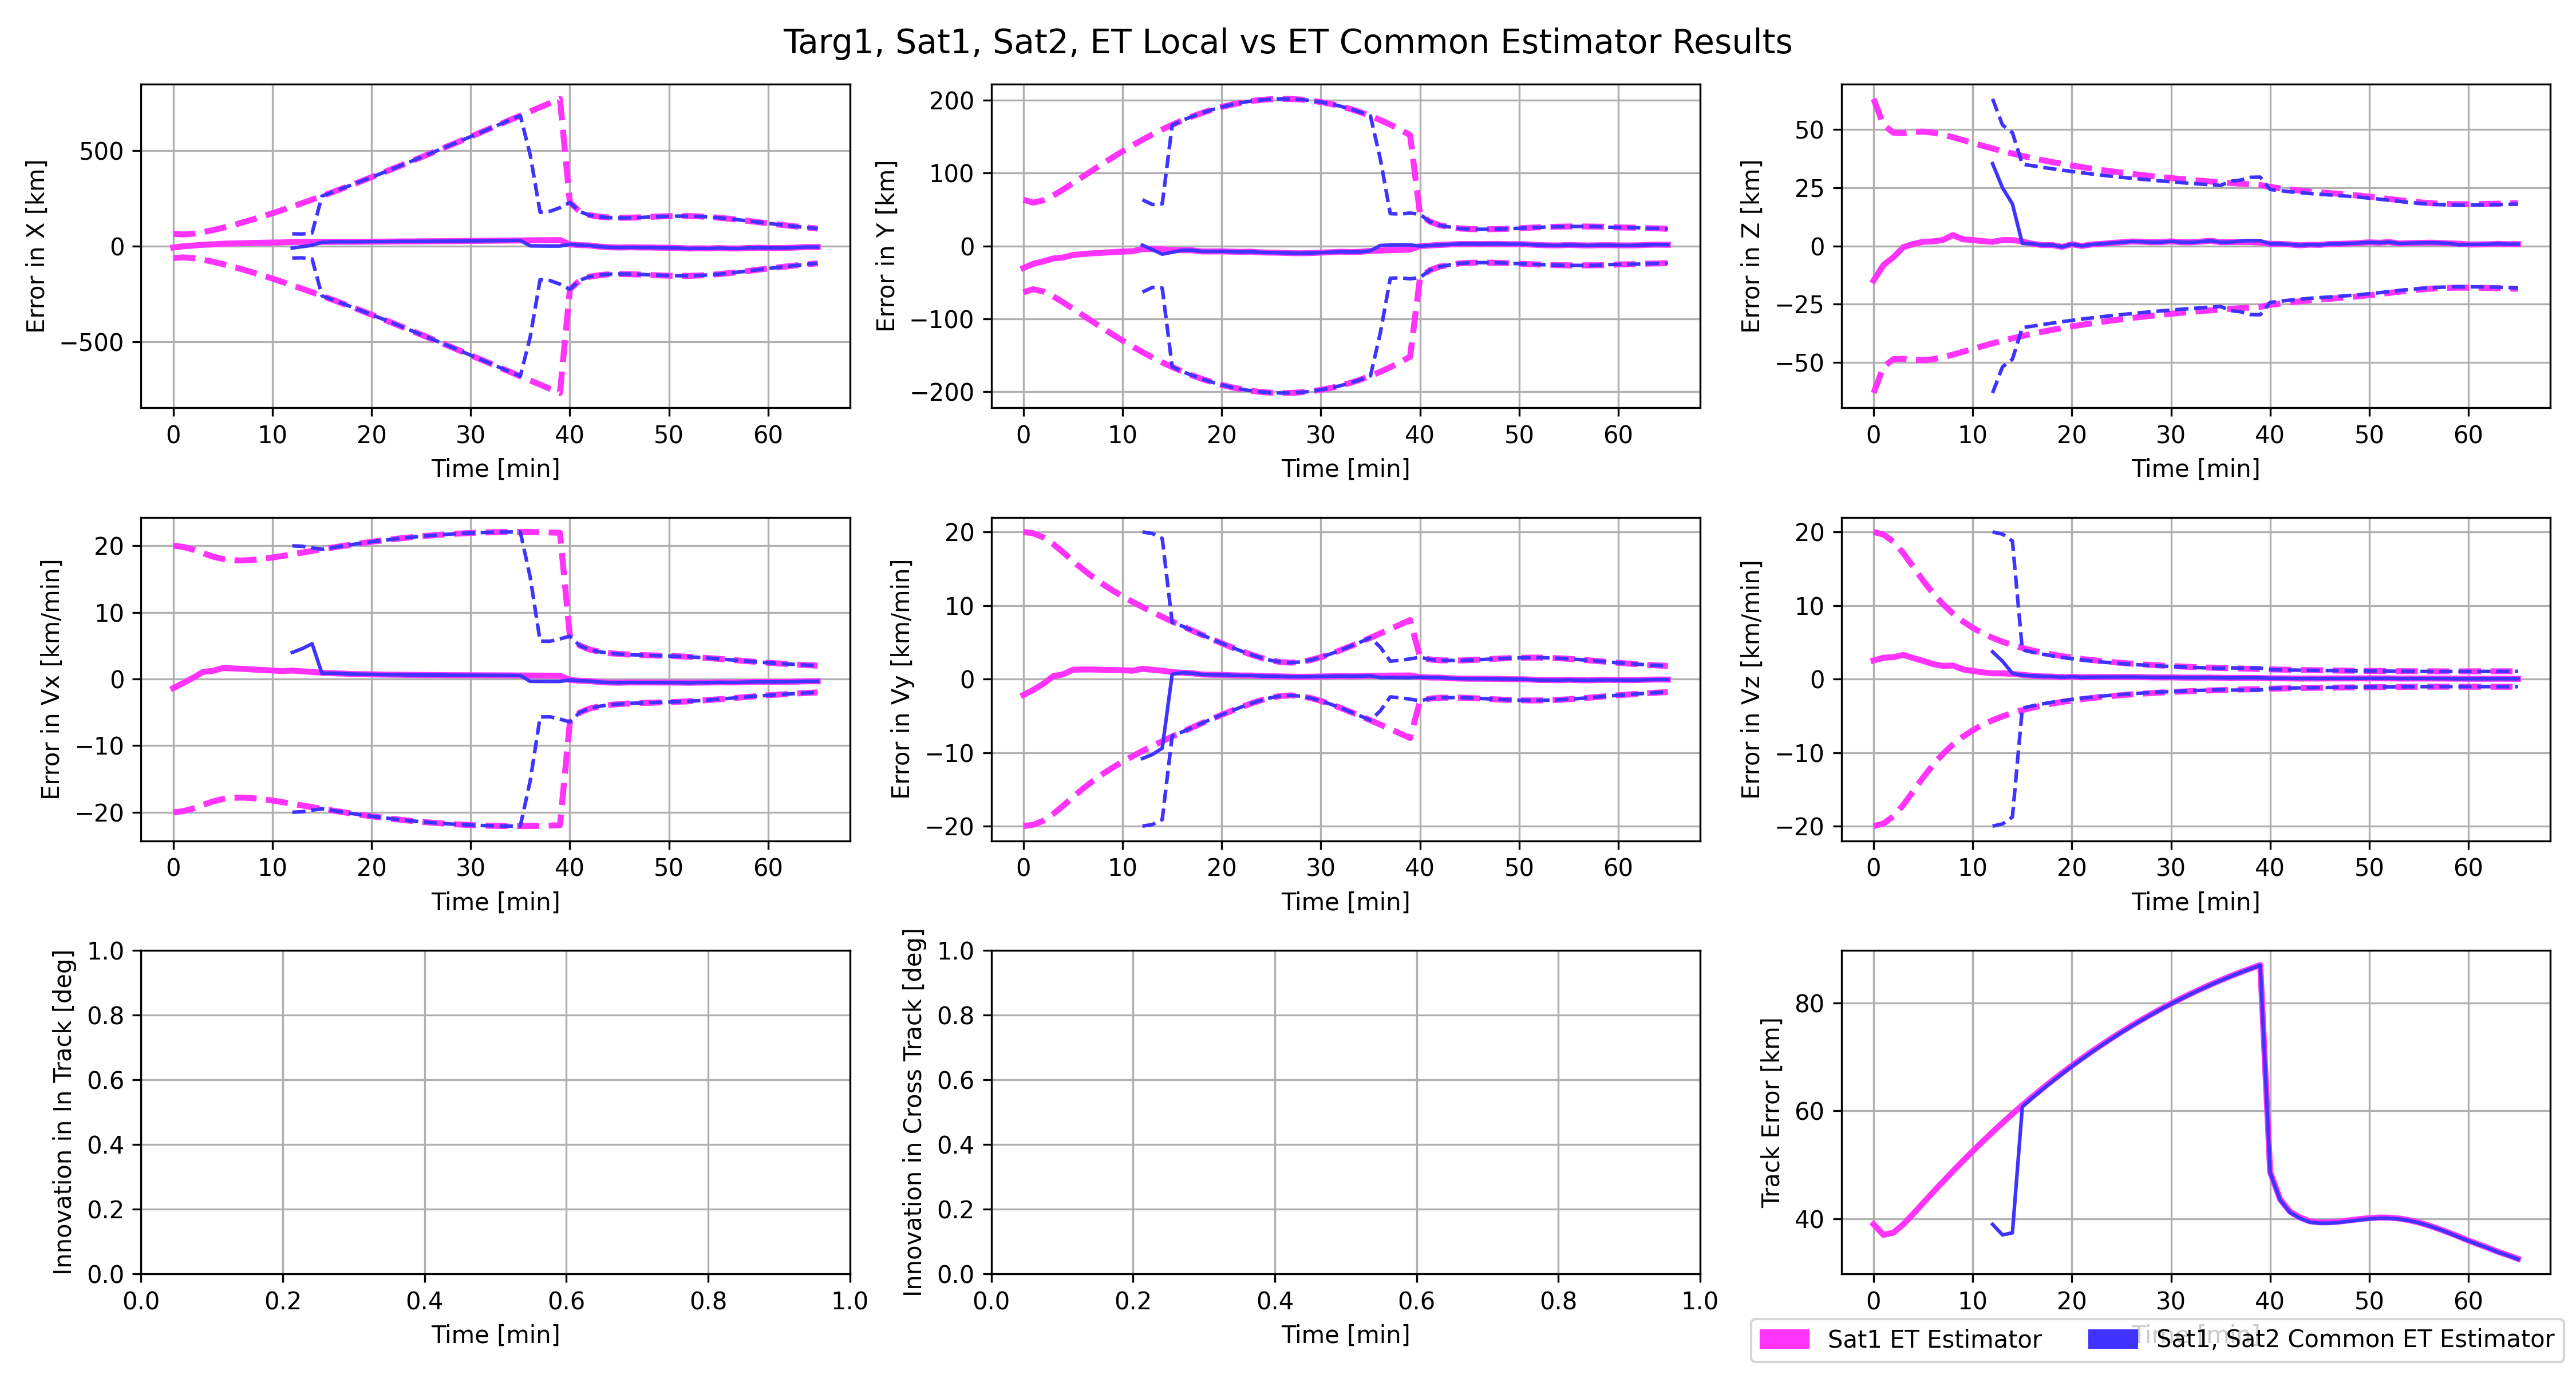 Targ1, Sat1, Sat2, ET Local vs ET Common Estimator Results
Error in X [km]
500
0
−500
0 10 20 30 40 50 60
Time [min]
Error in Y [km]
200
100
0
−100
−200
0 10 20 30 40 50 60
Time [min]
Error in Z [km]
50
25
0
−25
−50
0 10 20 30 40 50 60
Time [min]
Error in Vx [km/min]
20
10
0
−10
−20
0 10 20 30 40 50 60
Time [min]
Error in Vy [km/min]
20
10
0
−10
−20
0 10 20 30 40 50 60
Time [min]
Error in Vz [km/min]
20
10
0
−10
−20
0 10 20 30 40 50 60
Time [min]
Innovation in In Track [deg]
1.0
0.8
0.6
0.4
0.2
0.0
0.0 0.2 0.4 0.6 0.8 1.0
Time [min]
Innovation in Cross Track [deg]
1.0
0.8
0.6
0.4
0.2
0.0
0.0 0.2 0.4 0.6 0.8 1.0
Time [min]
Track Error [km]
80
60
40
0 10 20 30 40 50 60
Time [min]
Sat1 ET Estimator
Sat1, Sat2 Common ET Estimator